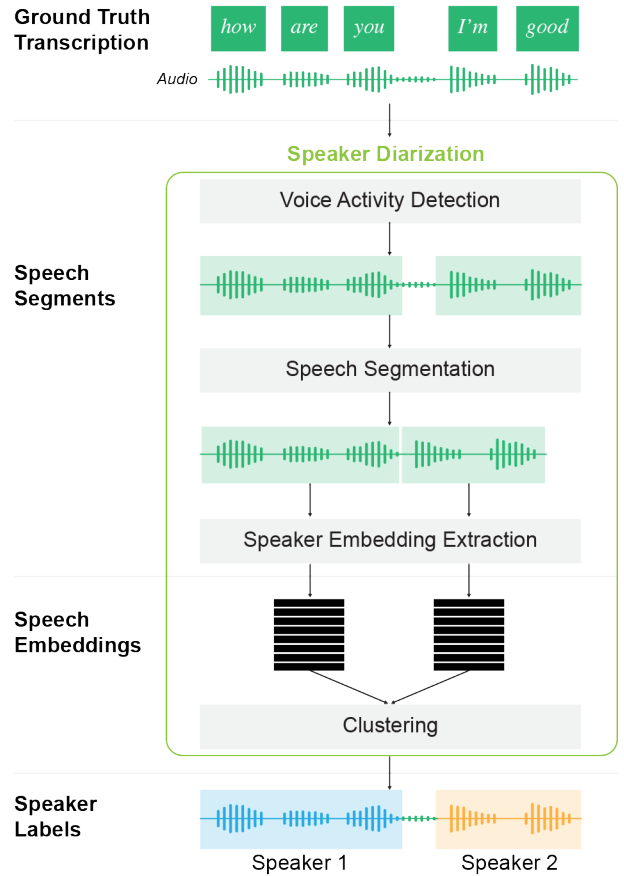 Ground Truth
Transcription
how are you I'm good
Audio
Speaker Diarization
Voice Activity Detection
Speech
Segments
Speech Segmentation
Speaker Embedding Extraction
Speech
Embeddings
Clustering
Speaker
Labels
Speaker 1 Speaker 2